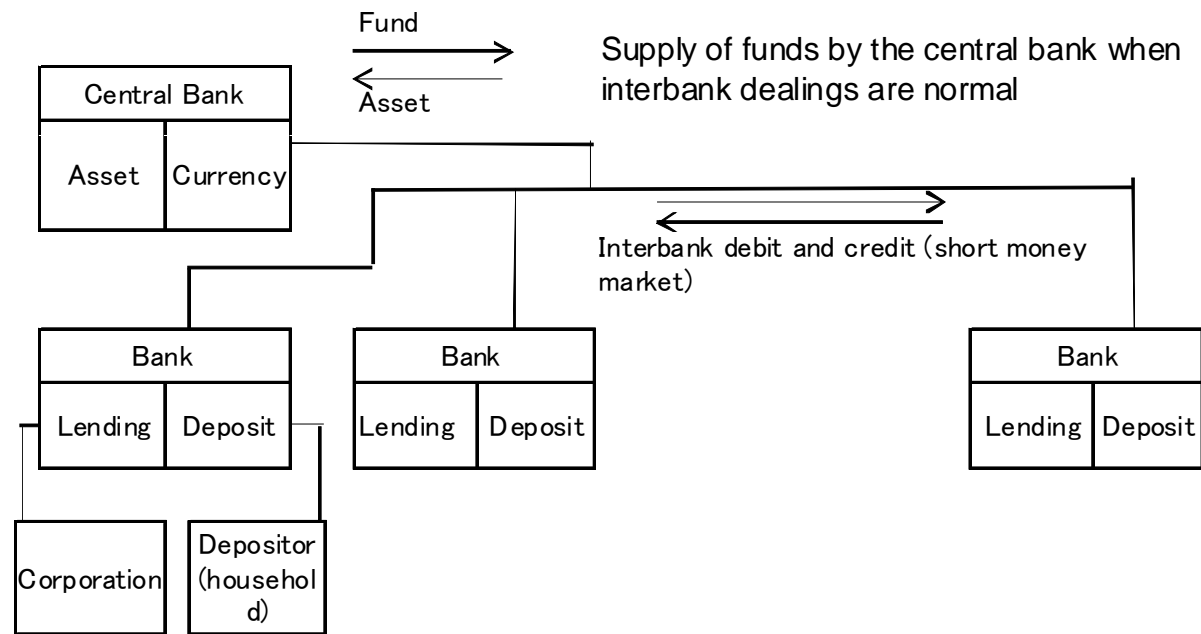 Fund
Asset
Supply of funds by the central bank when
interbank dealings are normal
Central Bank
Asset
Currency
Interbank debit and credit (short money
market)
Bank
Lending
Deposit
Bank
Lending
Deposit
Bank
Lending
Deposit
Corporation
Depositor
(househol
d)